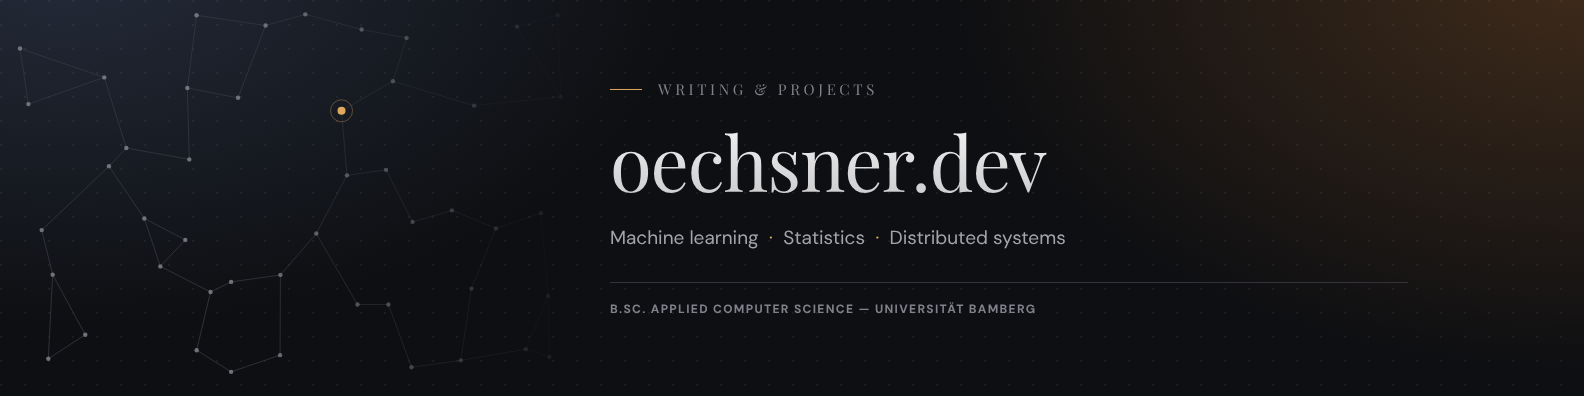 WRITING & PROJECTS
oechsner.dev
Machine learning · Statistics · Distributed systems
B.SC. APPLIED COMPUTER SCIENCE — UNIVERSITÄT BAMBERG